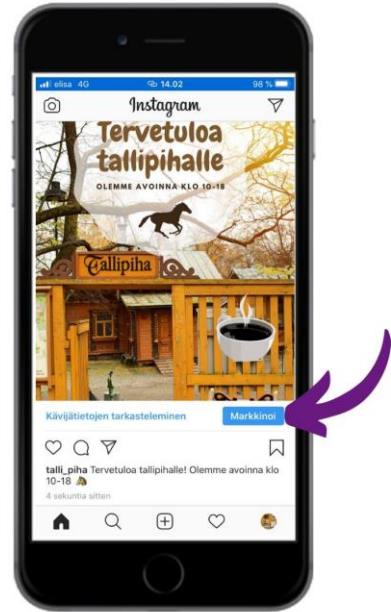 elisa 4G 14.02 98 %
Instagram
Tervetuloa
tallipihalle
OLEMME AVOINNA KLO 10-18
Tallipiha
Kävijätietojen tarkasteleminen Markkinoi
talli_piha Tervetuloa tallipihalle! Olemme avoinna klo
10-18
4 sekuntia sitten